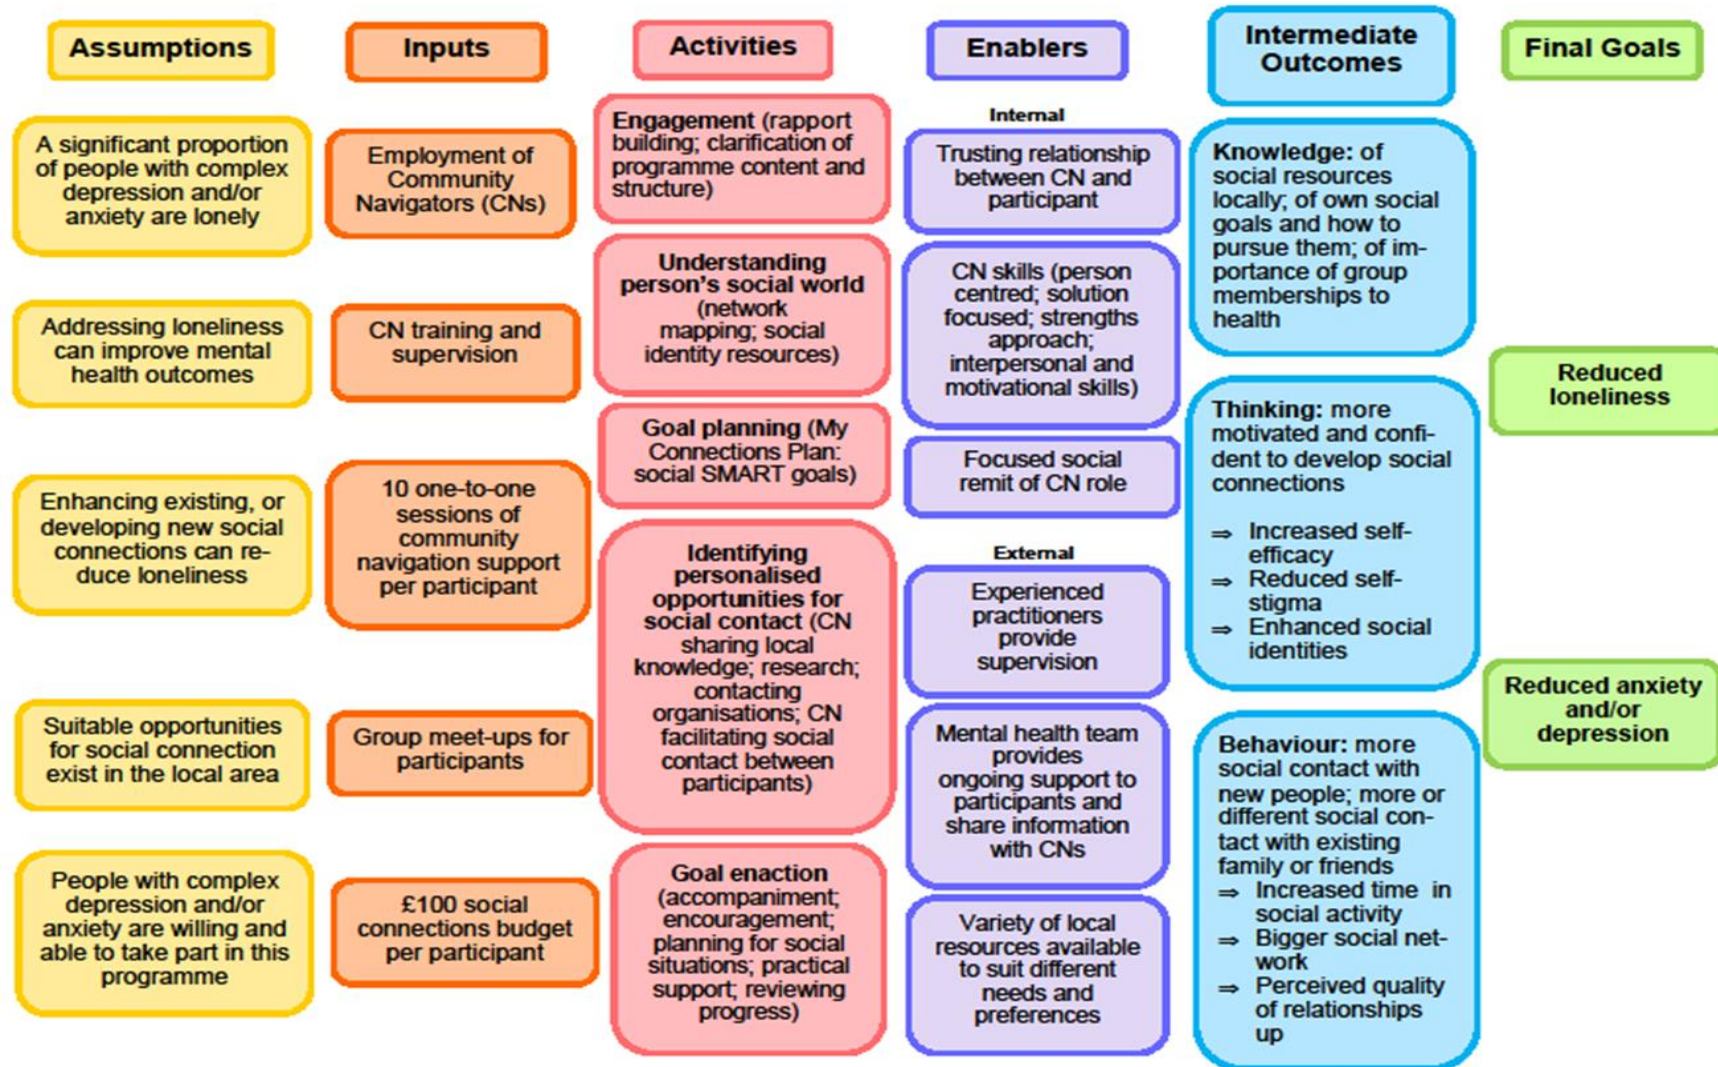 Assumptions
A significant proportion
of people with complex
depression and/or
anxiety are lonely
Addressing loneliness
can improve mental
health outcomes
Enhancing existing, or
developing new social
connections can re-
duce loneliness
Suitable opportunities
for social connection
exist in the local area
People with complex
depression and/or
anxiety are willing and
able to take part in this
programme
Inputs
Employment of
Community
Navigators (CNs)
CN training and
supervision
10 one-to-one
sessions of
community
navigation support
per participant
Group meet-ups for
participants
£100 social
connections budget
per participant
Activities
Engagement (rapport
building; clarification of
programme content and
structure)
Understanding
person's social world
(network
mapping; social
identity resources)
Goal planning (My
Connections Plan:
social SMART goals)
Identifying
personalised
opportunities for
social contact (CN
sharing local
knowledge; research;
contacting
organisations; CN
facilitating social
contact between
participants)
Goal enaction
(accompaniment;
encouragement;
planning for social
situations; practical
support; reviewing
progress)
Enablers
Internal
Trusting relationship
between CN and
participant
CN skills (person
centred; solution
focused; strengths
approach;
interpersonal and
motivational skills)
Focused social
remit of CN role
External
Experienced
practitioners
provide
supervision
Mental health team
provides
ongoing support to
participants and
share information
with CNs
Variety of local
resources available
to suit different
needs and
preferences
Intermediate
Outcomes
Knowledge: of
social resources
locally; of own social
goals and how to
pursue them; of im-
portance of group
memberships to
health
Thinking: more
motivated and confi-
dent to develop social
connections
⇒ Increased self-
efficacy
⇒ Reduced self-
stigma
⇒ Enhanced social
identities
Behaviour: more
social contact with
new people; more or
different social con-
tact with existing
family or friends
⇒ Increased time in
social activity
⇒ Bigger social net-
work
⇒ Perceived quality
of relationships
up
Final Goals
Reduced
loneliness
Reduced anxiety
and/or
depression